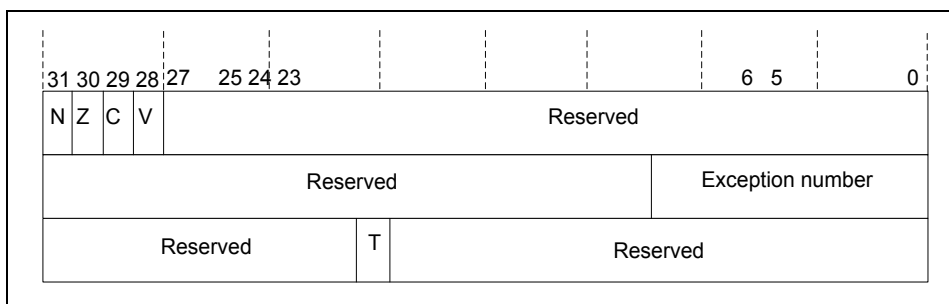 31 30 29 28 27 25 24 23 6 5 0
N Z C V Reserved
Reserved Exception number
Reserved T Reserved